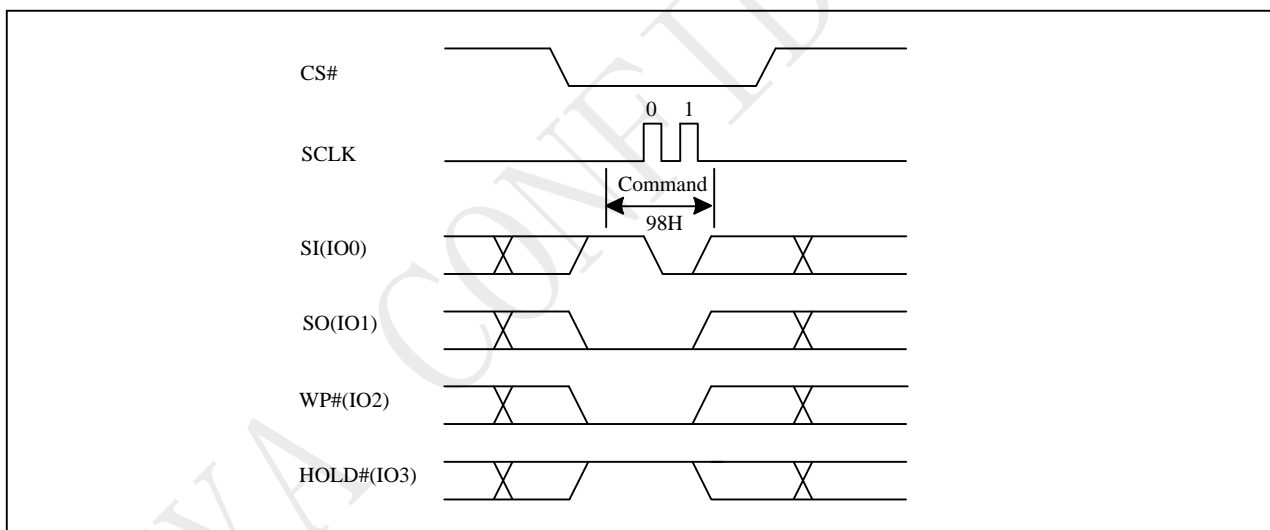 CS#
0 1
SCLK
Command
98H
SI(IO0)
SO(IO1)
WP#(IO2)
HOLD#(IO3)